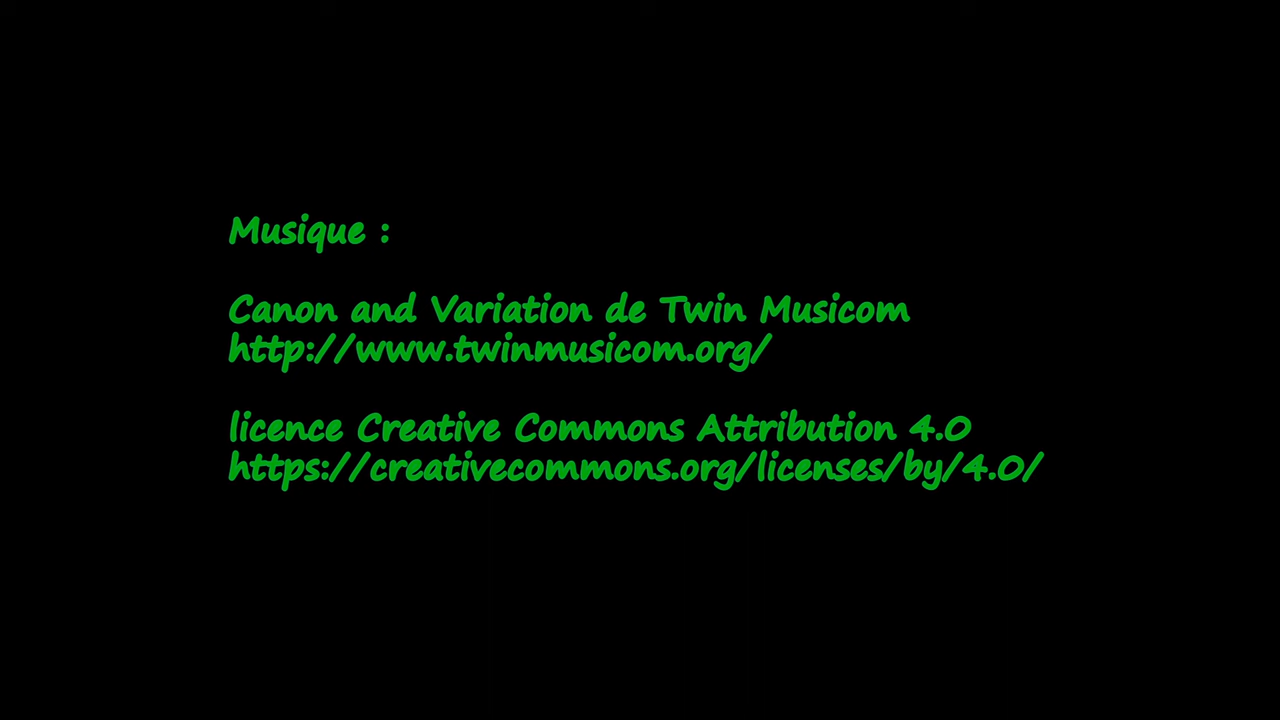 Musique :
Canon and Variation de Twin Musicom
http://www.twinmusicom.org/
licence Creative Commons Attribution 4.0
https://creativecommons.org/licenses/by/4.0/